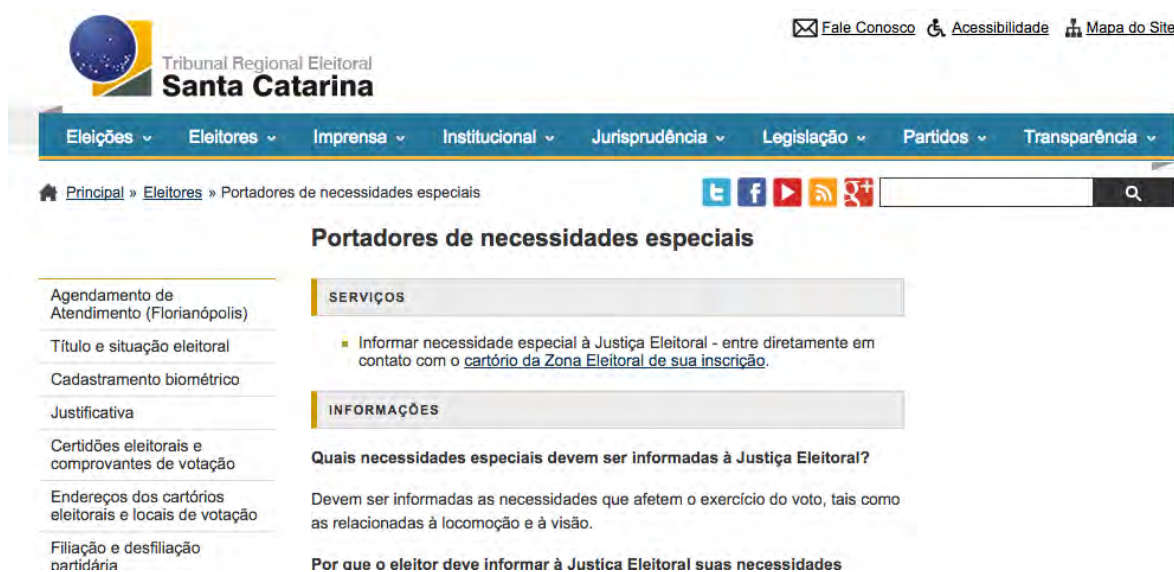 Fale Conosco Acessibilidade Mapa do Site
Tribunal Regional Eleitoral
Santa Catarina
Eleições Eleitores Imprensa Institucional Jurisprudência Legislação Partidos Transparência
Principal » Eleitores » Portadores de necessidades especiais
Portadores de necessidades especiais
Agendamento de
Atendimento (Florianópolis)
Título e situação eleitoral
Cadastramento biométrico
Justificativa
Certidões eleitorais e
comprovantes de votação
Endereços dos cartórios
eleitorais e locais de votação
Filiação e desfiliação
partidária
SERVIÇOS
Informar necessidade especial à Justiça Eleitoral - entre diretamente em
contato com o cartório da Zona Eleitoral de sua inscrição.
INFORMAÇÕES
Quais necessidades especiais devem ser informadas à Justiça Eleitoral?
Devem ser informadas as necessidades que afetem o exercício do voto, tais como
as relacionadas à locomoção e à visão.
Por que o eleitor deve informar à Justiça Eleitoral suas necessidades